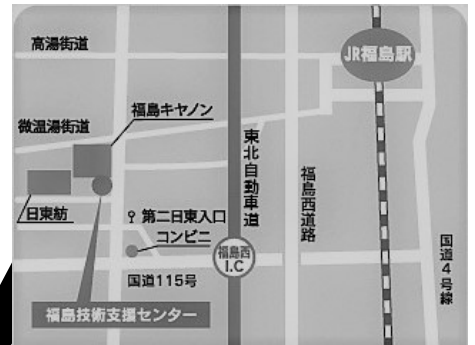 高湯街道
JR福島駅
福島キヤノン
微温湯街道
東北自動車道
福島西道路
日東紡
第二日東入口
コンビニ
福島西
I.C
国道4号線
国道115号
福島技術支援センター